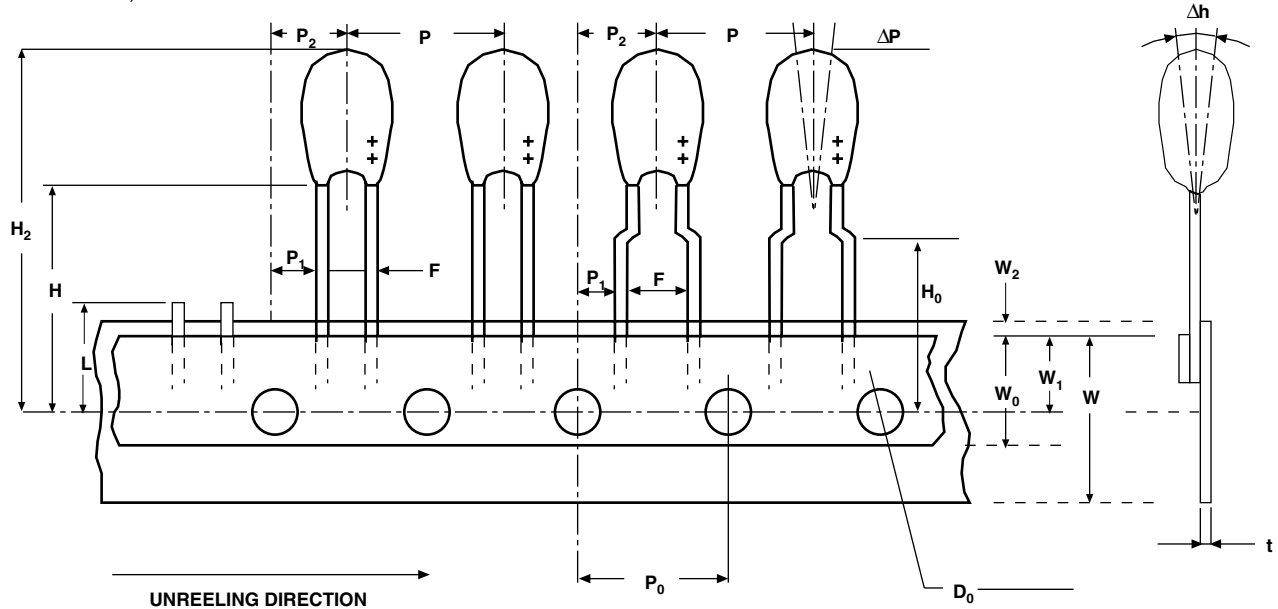 P₂ P P₂ P ΔP Δh
+ + + +
+ + + +
H₂ H P₁ F P₁ F H₀ W₂
L W₀ W₁ W
t
P₀ D₀
UNREELING DIRECTION